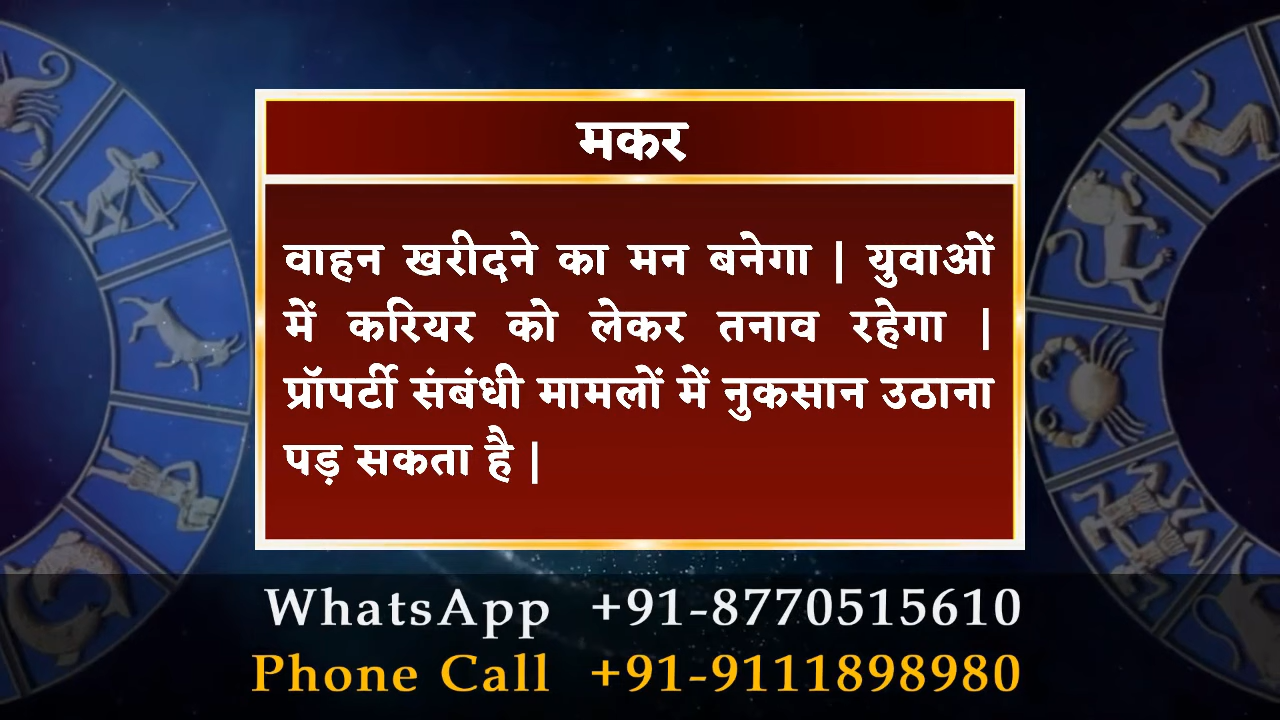 मकर
वाहन खरीदने का मन बनेगा | युवाओं
में करियर को लेकर तनाव रहेगा |
प्रॉपर्टी संबंधी मामलों में नुकसान उठाना
पड़ सकता है |
WhatsApp +91-8770515610
Phone Call +91-9111898980